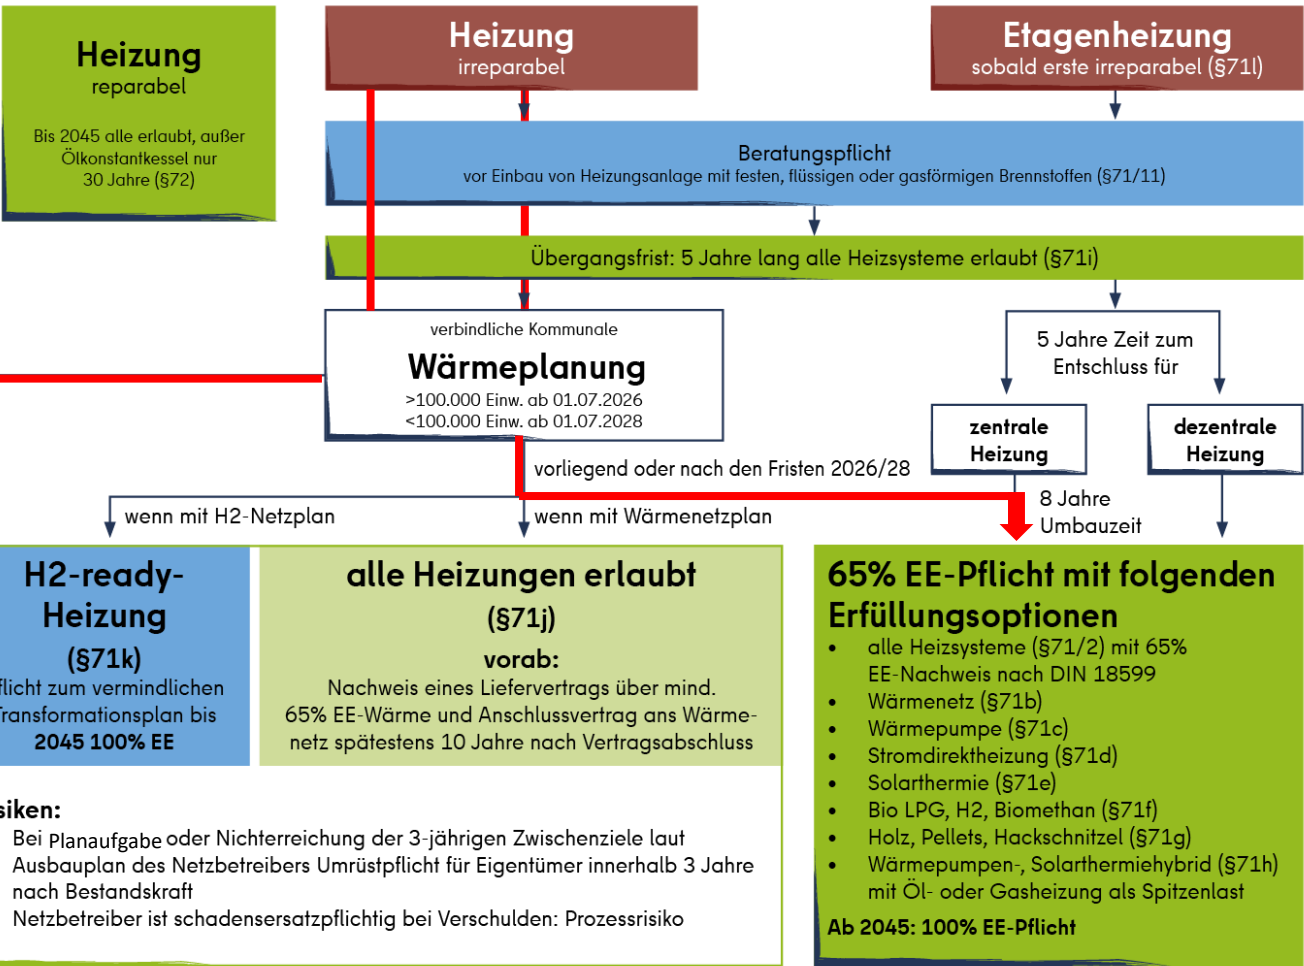 Heizung
reparabel
Bis 2045 alle erlaubt, außer
Ölkonstantkessel nur
30 Jahre (§72)
Heizung
irreparabel
Etagenheizung
sobald erste irreparabel (§71l)
Beratungspflicht
vor Einbau von Heizungsanlage mit festen, flüssigen oder gasförmigen Brennstoffen (§71/11)
Übergangsfrist: 5 Jahre lang alle Heizsysteme erlaubt (§71i)
verbindliche Kommunale
Wärmeplanung
>100.000 Einw. ab 01.07.2026
<100.000 Einw. ab 01.07.2028
5 Jahre Zeit zum
Entschluss für
zentrale
Heizung
dezentrale
Heizung
vorliegend oder nach den Fristen 2026/28
8 Jahre
Umbauzeit
wenn mit H2-Netzplan
wenn mit Wärmenetzplan
H2-ready-
Heizung
(§71k)
flicht zum vermindlichen
ransformationsplan bis
2045 100% EE
alle Heizungen erlaubt
(§71j)
vorab:
Nachweis eines Liefervertrags über mind.
65% EE-Wärme und Anschlussvertrag ans Wärme-
netz spätestens 10 Jahre nach Vertragsabschluss
siken:
Bei Planaufgabe oder Nichterreichung der 3-jährigen Zwischenziele laut
Ausbauplan des Netzbetreibers Umrüstpflicht für Eigentümer innerhalb 3 Jahre
nach Bestandskraft
Netzbetreiber ist schadensersatzpflichtig bei Verschulden: Prozessrisiko
65% EE-Pflicht mit folgenden
Erfüllungsoptionen
• alle Heizsysteme (§71/2) mit 65%
EE-Nachweis nach DIN 18599
• Wärmenetz (§71b)
• Wärmepumpe (§71c)
• Stromdirektheizung (§71d)
• Solarthermie (§71e)
• Bio LPG, H2, Biomethan (§71f)
• Holz, Pellets, Hackschnitzel (§71g)
• Wärmepumpen-, Solarthermiehybrid (§71h)
mit Öl- oder Gasheizung als Spitzenlast
Ab 2045: 100% EE-Pflicht